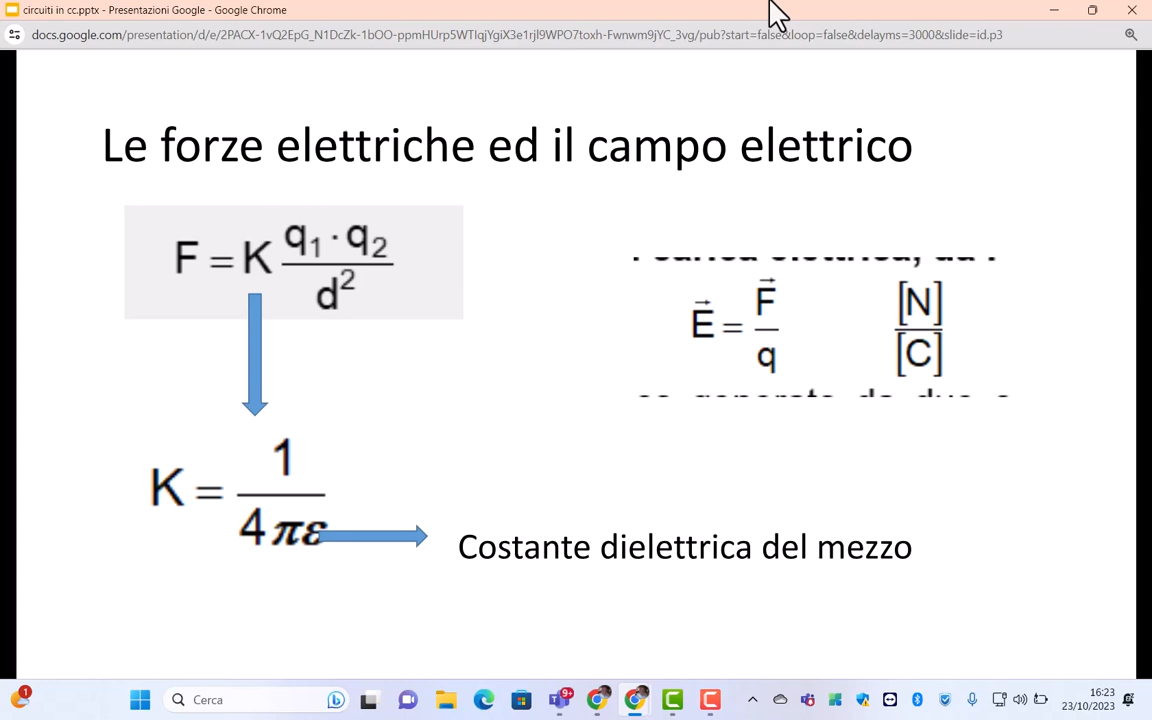 circuiti in cc.pptx - Presentazioni Google - Google Chrome
docs.google.com/presentation/d/e/2PACX-1vQ2EpG_N1DcZk-1bOO-ppmHUrp5WTIqjYgiX3e1rjl9WPO7toxh-Fwnwm9jYC_3vg/pub?start=false&loop=false&delayms=3000&slide=id.p3
Le forze elettriche ed il campo elettrico
F = K q₁ · q₂ / d²
E⃗ = F⃗ / q [N] / [C]
K = 1 / 4πε
Costante dielettrica del mezzo
1
Cerca
9+
16:23
23/10/2023